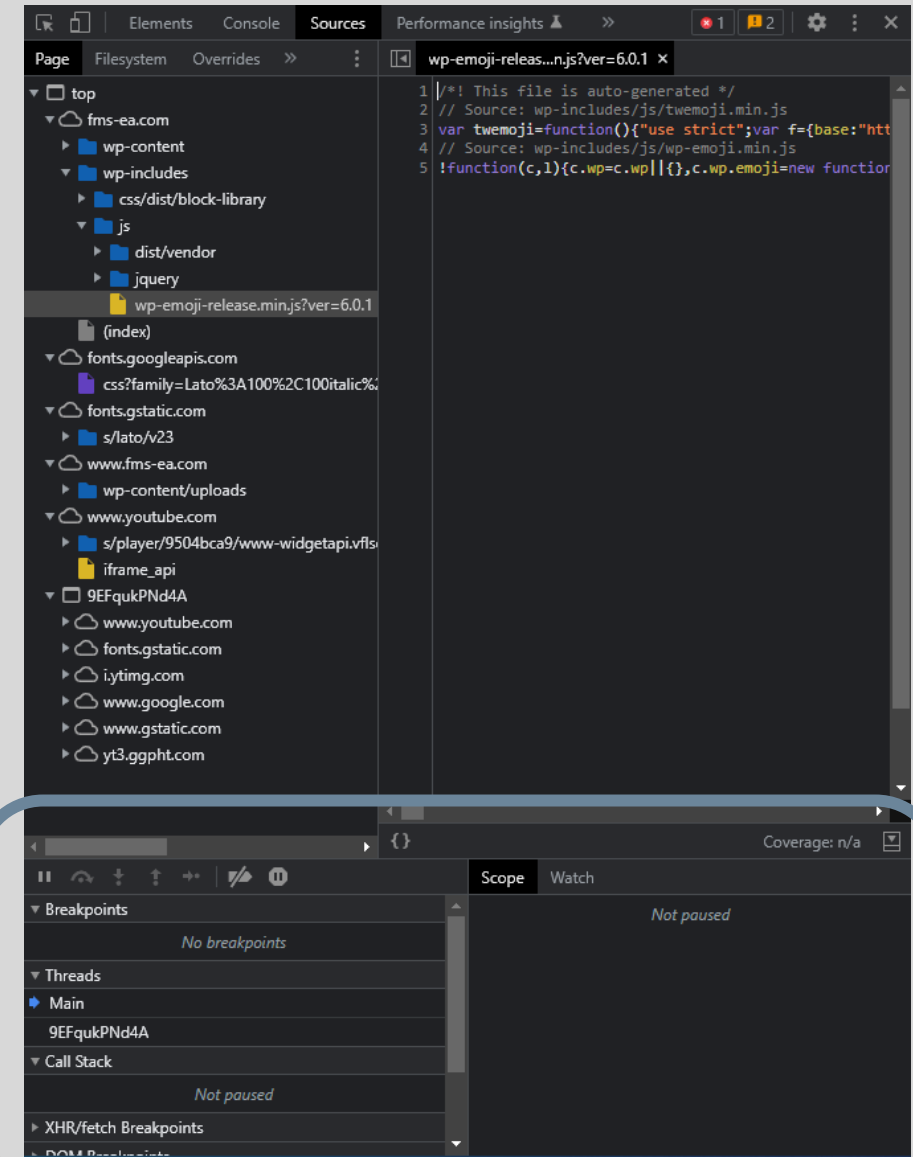 Elements Console Sources Performance insights » 1 2
Page Filesystem Overrides »
wp-emoji-releas...n.js?ver=6.0.1 ×
top
fms-ea.com
wp-content
wp-includes
css/dist/block-library
js
dist/vendor
jquery
wp-emoji-release.min.js?ver=6.0.1
(index)
fonts.googleapis.com
css?family=Lato%3A100%2C100italic%2
fonts.gstatic.com
s/lato/v23
www.fms-ea.com
wp-content/uploads
www.youtube.com
s/player/9504bca9/www-widgetapi.vflse
iframe_api
9EFqukPNd4A
www.youtube.com
fonts.gstatic.com
i.ytimg.com
www.google.com
www.gstatic.com
yt3.ggpht.com
1 /*! This file is auto-generated */
2 // Source: wp-includes/js/twemoji.min.js
3 var twemoji=function(){"use strict";var f={base:"htt
4 // Source: wp-includes/js/wp-emoji.min.js
5 !function(c,l){c.wp=c.wp||{},c.wp.emoji=new function
{} Coverage: n/a
Breakpoints
No breakpoints
Threads
Main
9EFqukPNd4A
Call Stack
Not paused
XHR/fetch Breakpoints
DOM Breakpoints
Scope Watch
Not paused